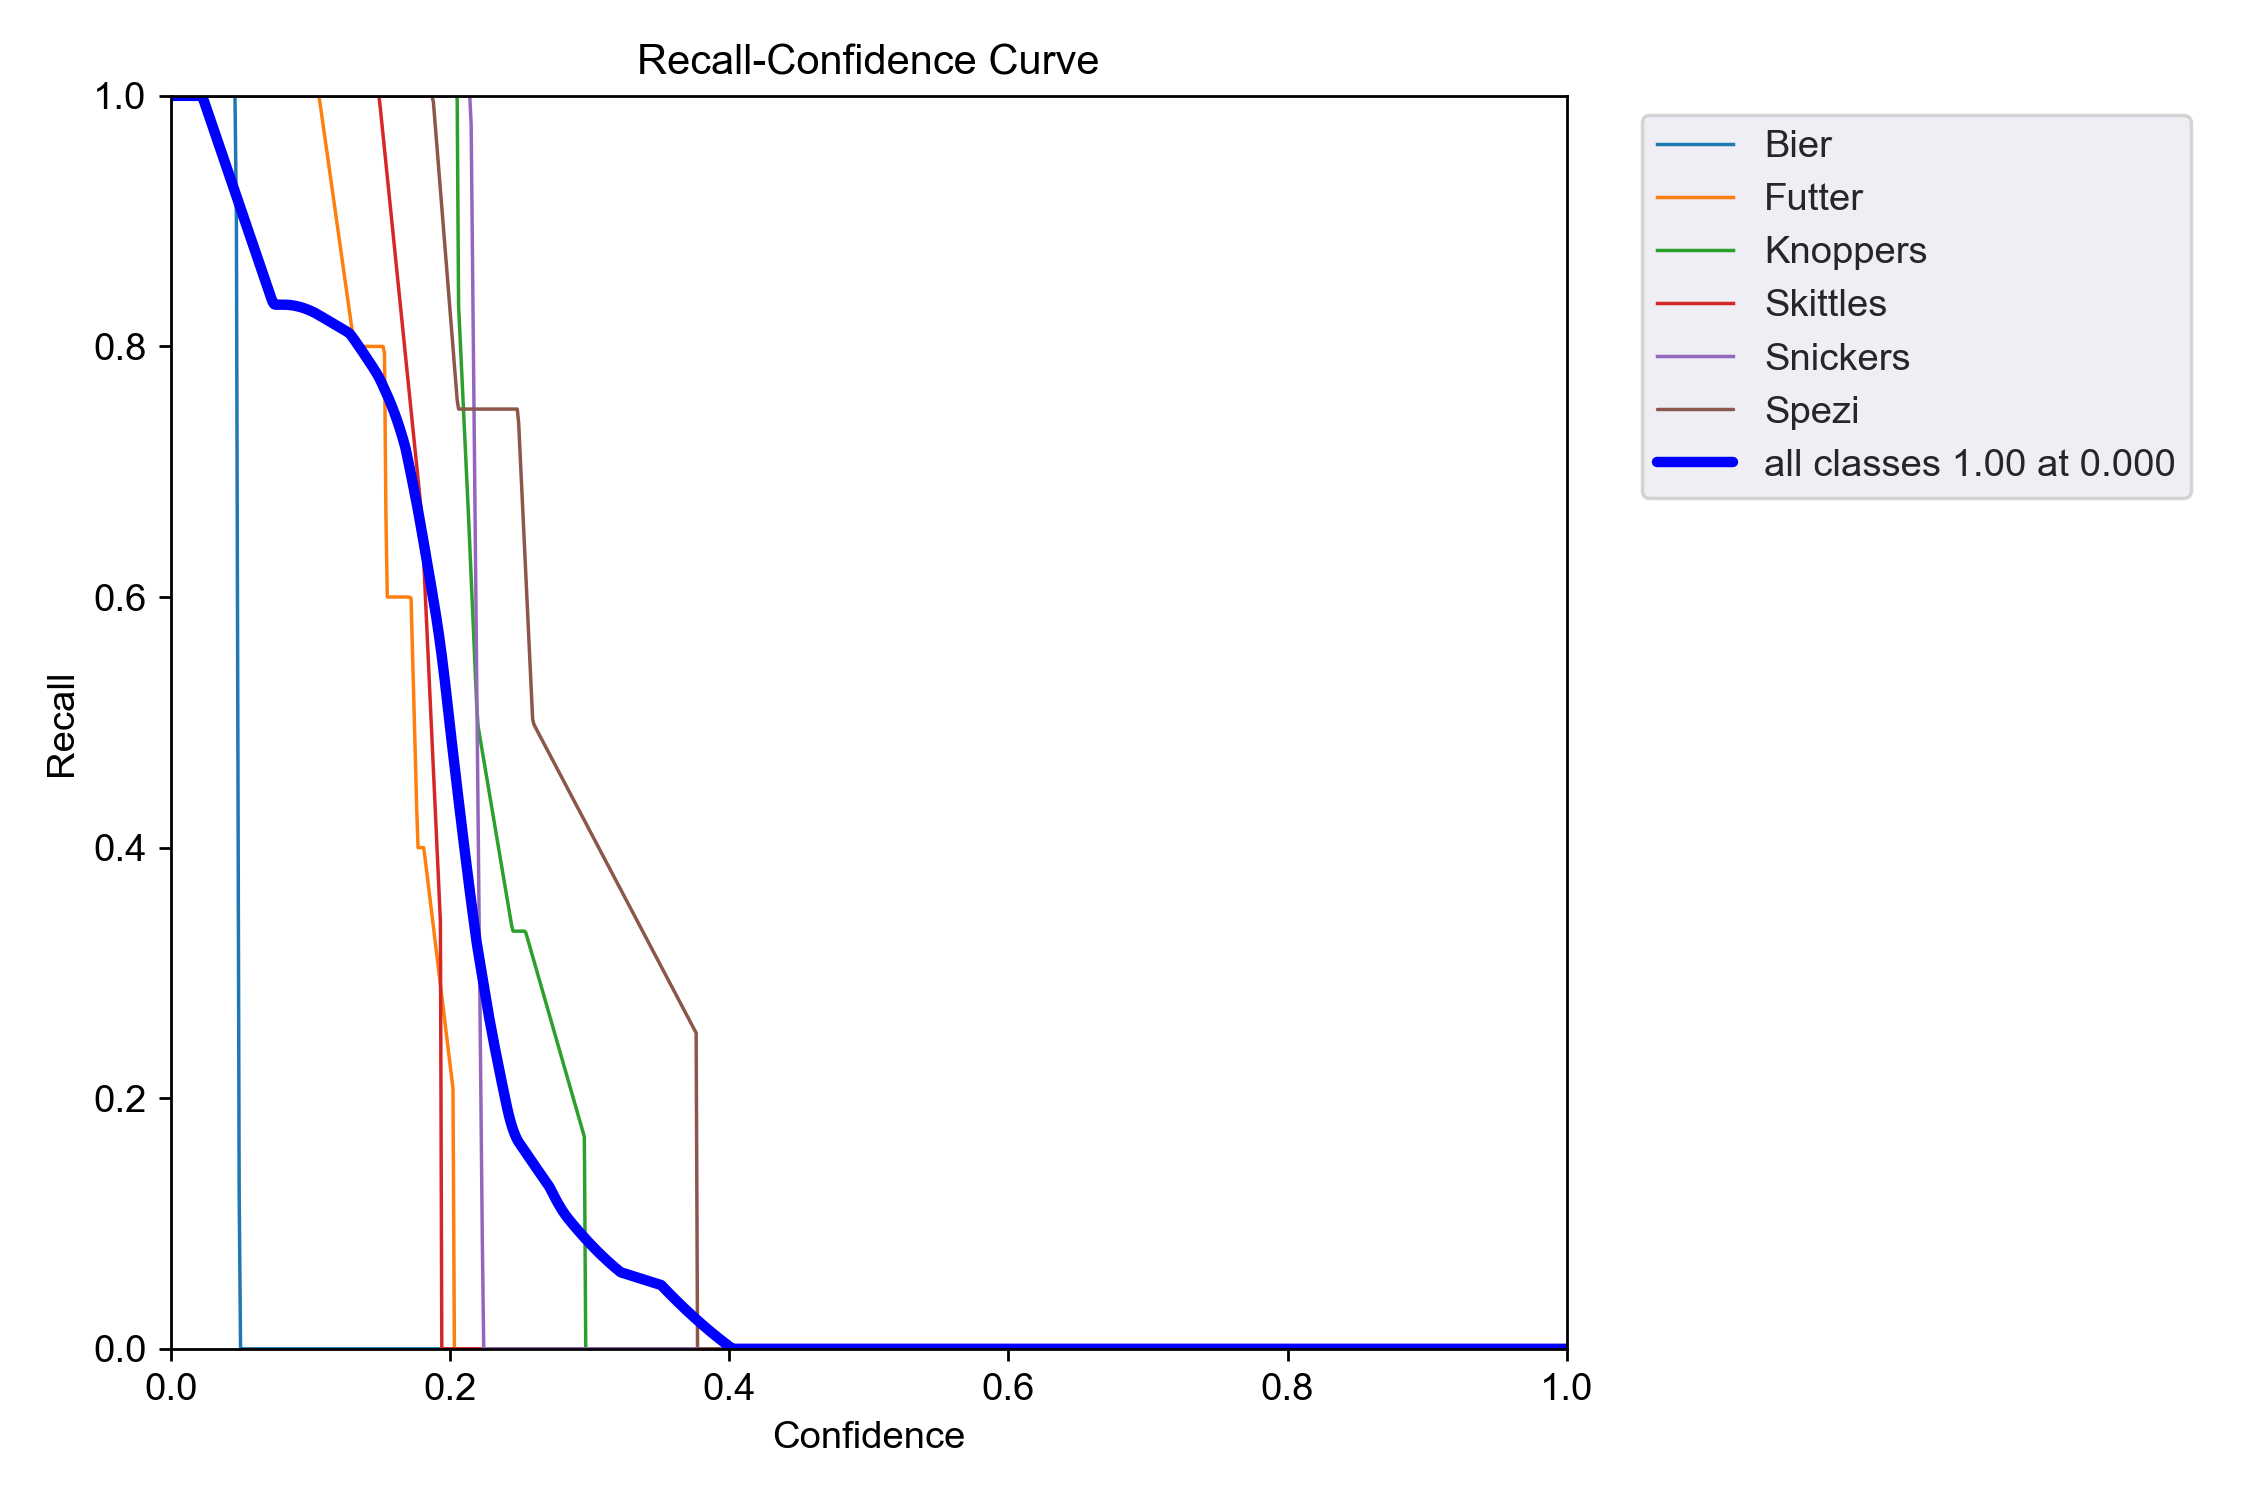 Recall-Confidence Curve
1.0
0.8
0.6
0.4
0.2
0.0
Recall
0.0 0.2 0.4 0.6 0.8 1.0
Confidence
Bier
Futter
Knoppers
Skittles
Snickers
Spezi
all classes 1.00 at 0.000